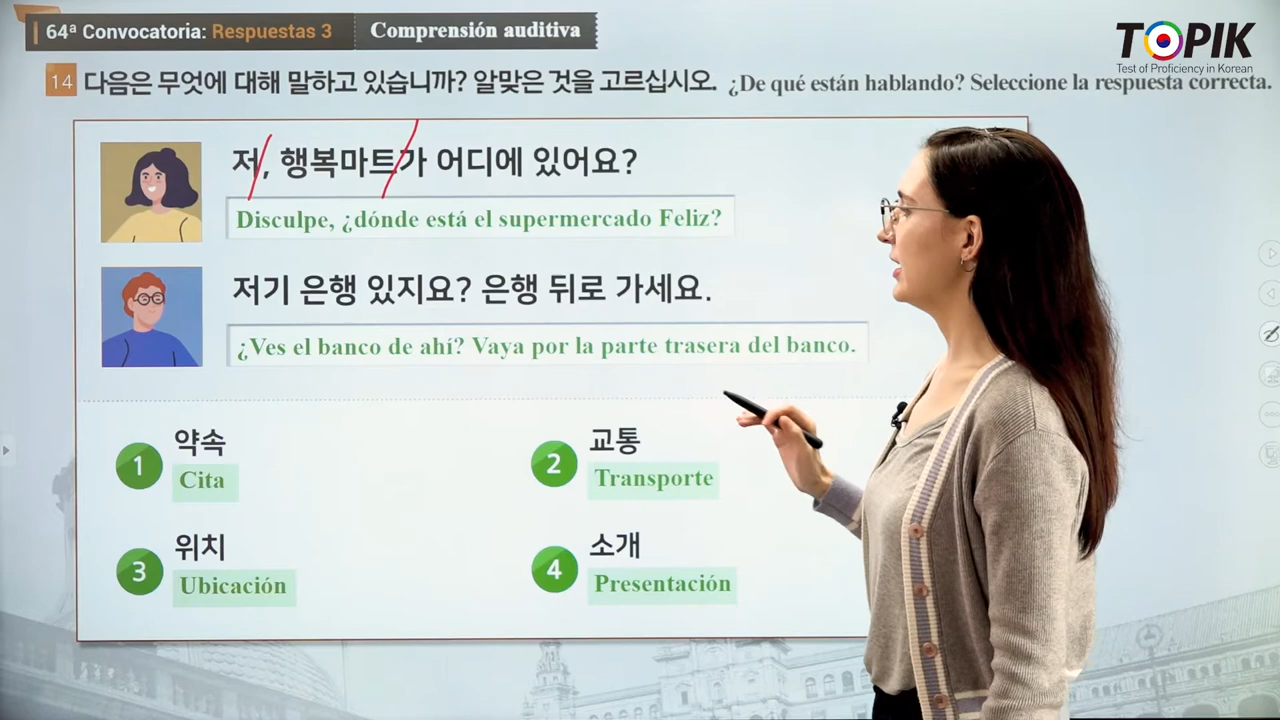 64ª Convocatoria: Respuestas 3 Comprensión auditiva
TOPIK
Test of Proficiency in Korean
14 다음은 무엇에 대해 말하고 있습니까? 알맞은 것을 고르십시오. ¿De qué están hablando? Seleccione la respuesta correcta.
저, 행복마트가 어디에 있어요?
Disculpe, ¿dónde está el supermercado Feliz?
저기 은행 있지요? 은행 뒤로 가세요.
¿Ves el banco de ahí? Vaya por la parte trasera del banco.
1 약속
Cita
2 교통
Transporte
3 위치
Ubicación
4 소개
Presentación